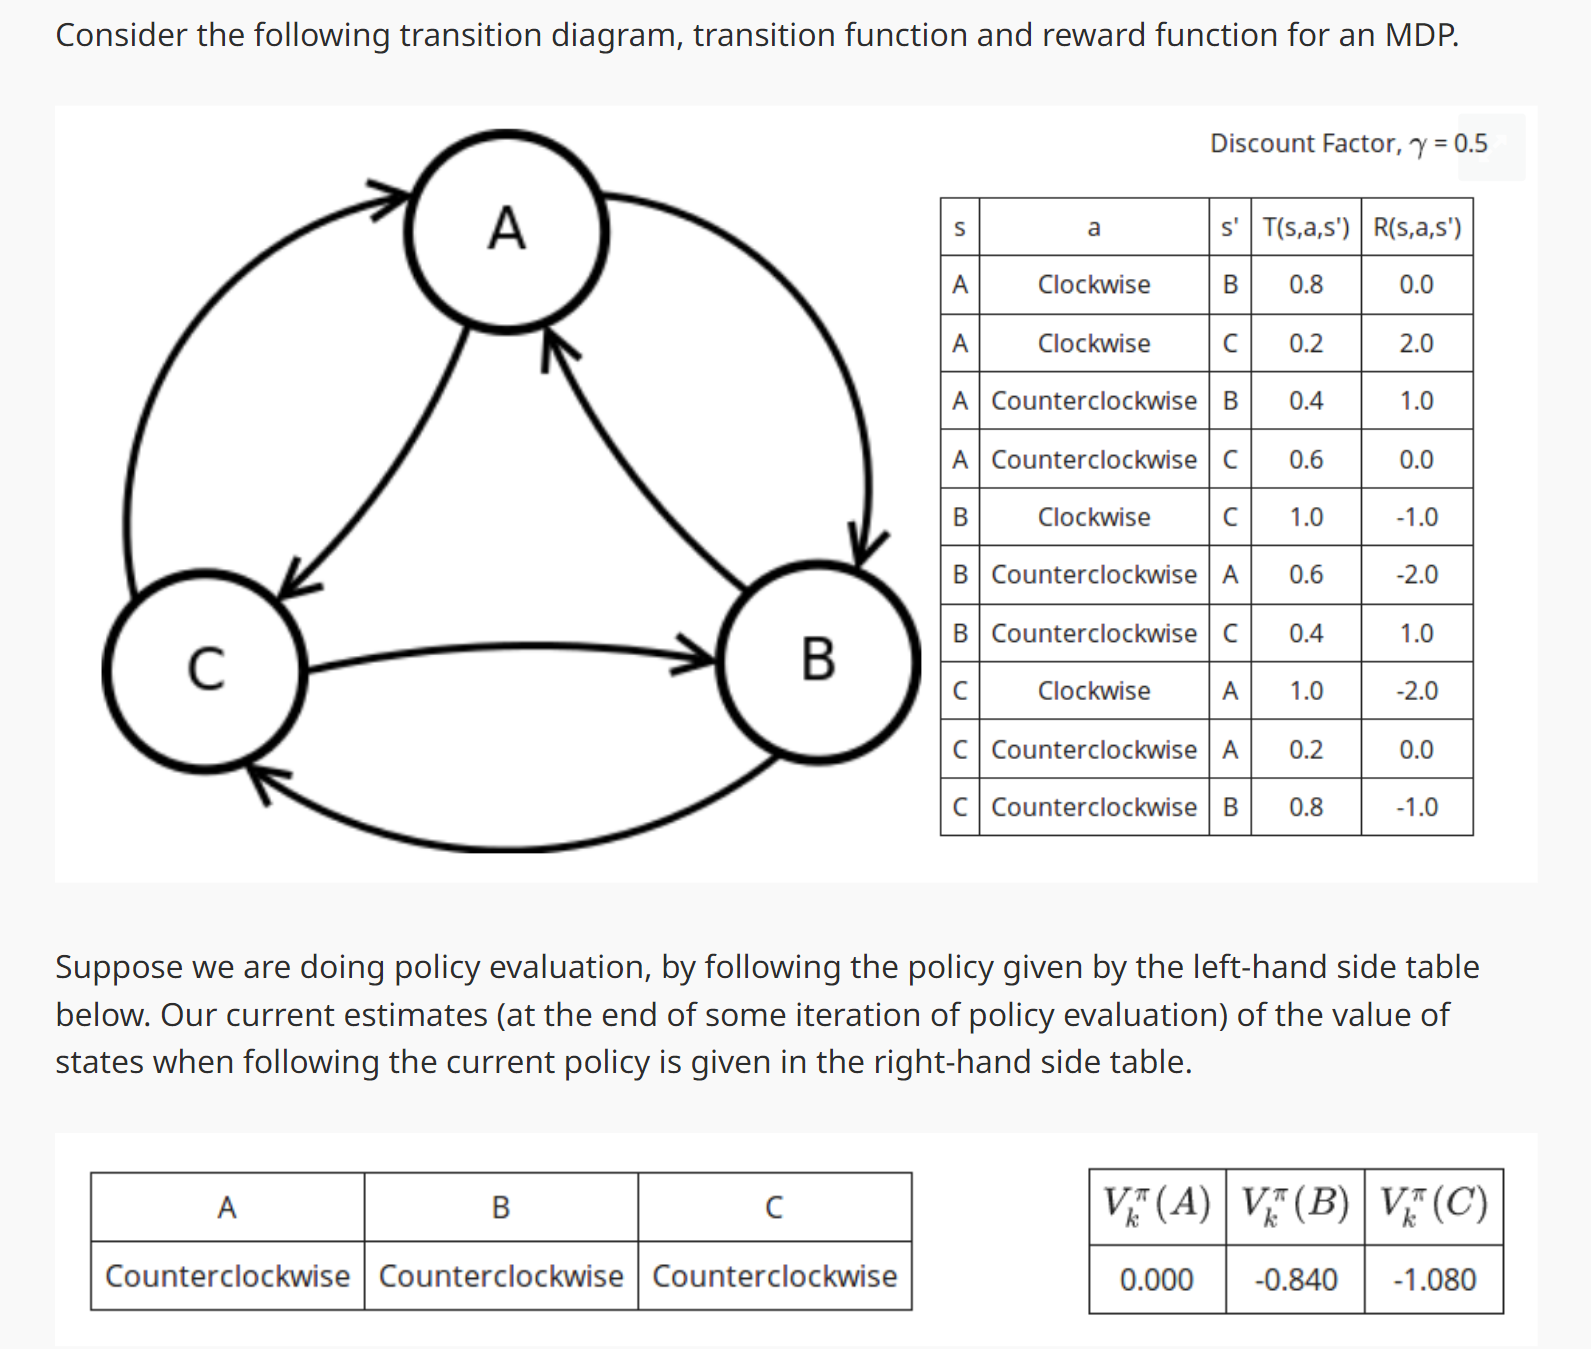 Consider the following transition diagram, transition function and reward function for an MDP.
Discount Factor, γ = 0.5
A
C
B
s a s' T(s,a,s') R(s,a,s')
A Clockwise B 0.8 0.0
A Clockwise C 0.2 2.0
A Counterclockwise B 0.4 1.0
A Counterclockwise C 0.6 0.0
B Clockwise C 1.0 -1.0
B Counterclockwise A 0.6 -2.0
B Counterclockwise C 0.4 1.0
C Clockwise A 1.0 -2.0
C Counterclockwise A 0.2 0.0
C Counterclockwise B 0.8 -1.0
Suppose we are doing policy evaluation, by following the policy given by the left-hand side table
below. Our current estimates (at the end of some iteration of policy evaluation) of the value of
states when following the current policy is given in the right-hand side table.
A B C
Counterclockwise Counterclockwise Counterclockwise
V_k^π(A) V_k^π(B) V_k^π(C)
0.000 -0.840 -1.080